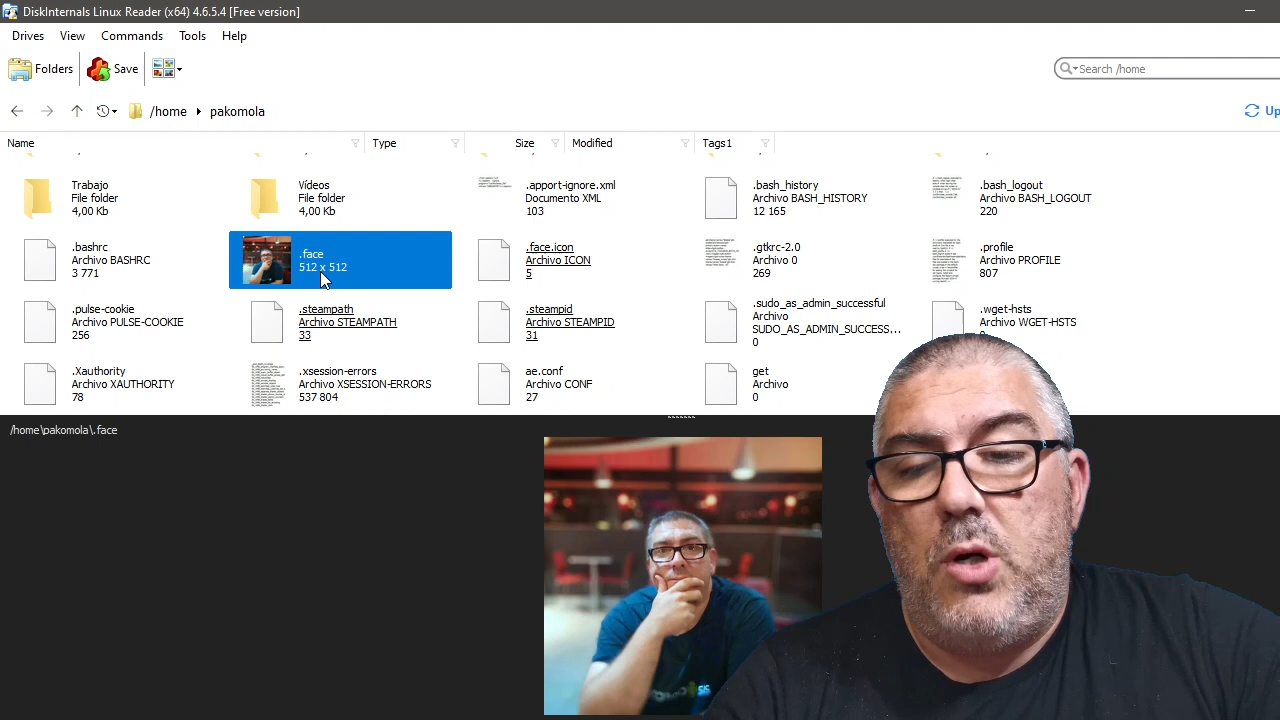 DiskInternals Linux Reader (x64) 4.6.5.4 [Free version]
Drives View Commands Tools Help
Folders Save Search /home
/home pakomola Up
Name Type Size Modified Tags1
Trabajo
File folder
4,00 Kb
Vídeos
File folder
4,00 Kb
.apport-ignore.xml
Documento XML
103
.bash_history
Archivo BASH_HISTORY
12 165
.bash_logout
Archivo BASH_LOGOUT
220
.bashrc
Archivo BASHRC
3 771
.face
512 x 512
.face.icon
Archivo ICON
5
.gtkrc-2.0
Archivo 0
269
.profile
Archivo PROFILE
807
.pulse-cookie
Archivo PULSE-COOKIE
256
.steampath
Archivo STEAMPATH
33
.steampid
Archivo STEAMPID
31
.sudo_as_admin_successful
Archivo
SUDO_AS_ADMIN_SUCCESS...
0
.wget-hsts
Archivo WGET-HSTS
.Xauthority
Archivo XAUTHORITY
78
.xsession-errors
Archivo XSESSION-ERRORS
537 804
ae.conf
Archivo CONF
27
get
Archivo
0
/home\pakomola\.face